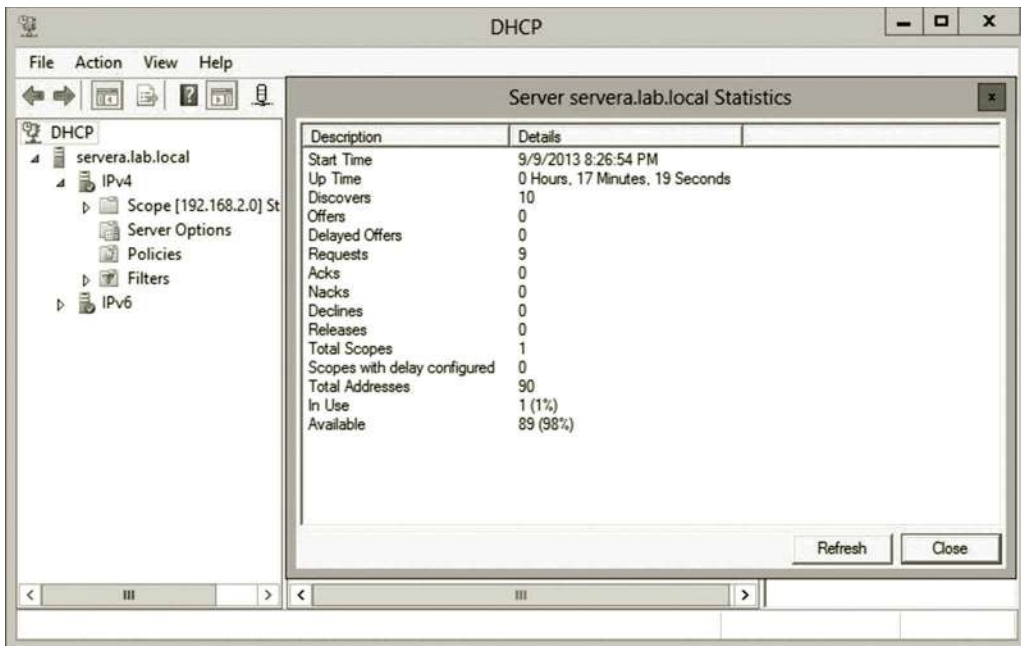 DHCP
File Action View Help
DHCP
servera.lab.local
IPv4
Scope [192.168.2.0] St
Server Options
Policies
Filters
IPv6
Server servera.lab.local Statistics
Description Details
Start Time 9/9/2013 8:26:54 PM
Up Time 0 Hours, 17 Minutes, 19 Seconds
Discovers 10
Offers 0
Delayed Offers 0
Requests 9
Acks 0
Nacks 0
Declines 0
Releases 0
Total Scopes 1
Scopes with delay configured 0
Total Addresses 90
In Use 1 (1%)
Available 89 (98%)
Refresh Close